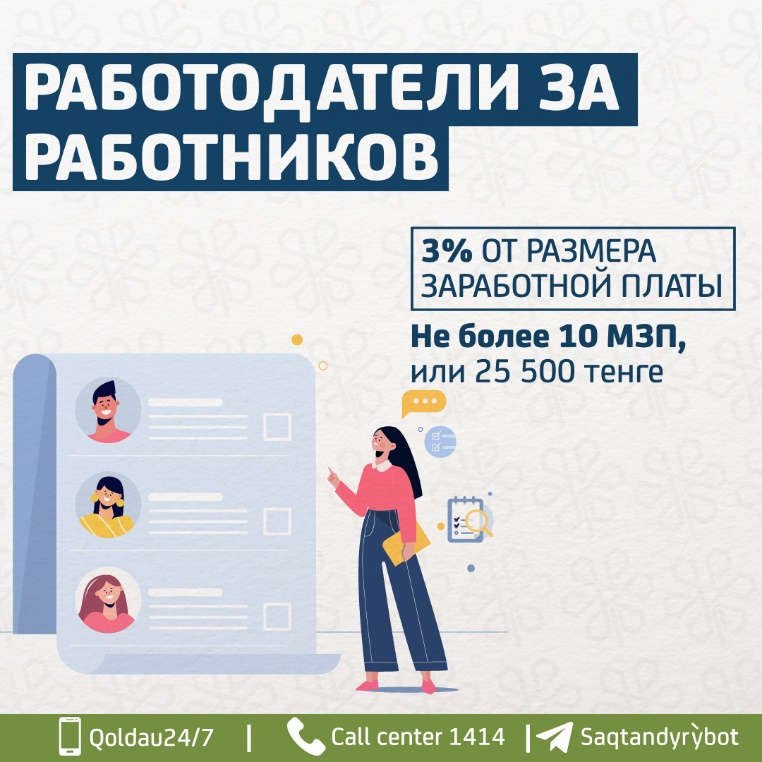 РАБОТОДАТЕЛИ ЗА
РАБОТНИКОВ
3% ОТ РАЗМЕРА
ЗАРАБОТНОЙ ПЛАТЫ
Не более 10 МЗП,
или 25 500 тенге
Qoldau24/7 | Call center 1414 | Saqtandyrỳbot